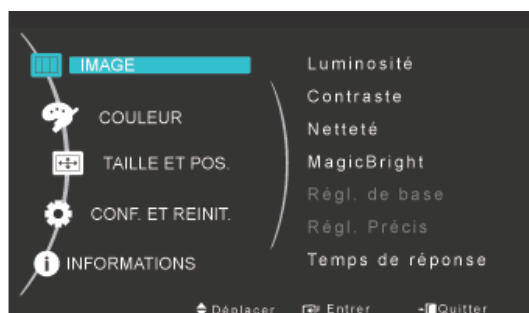 IMAGE
COULEUR
TAILLE ET POS.
CONF. ET REINIT.
INFORMATIONS
Luminosité
Contraste
Netteté
MagicBright
Régl. de base
Régl. Précis
Temps de réponse
Déplacer Entrer Quitter